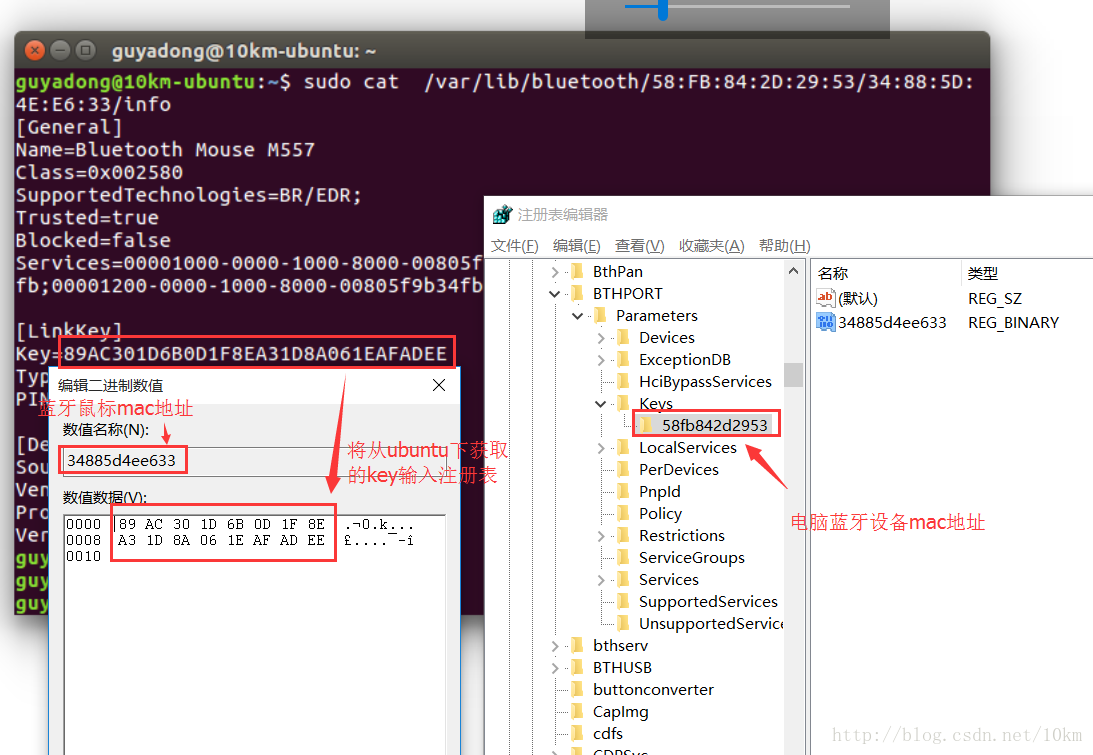 guyadong@10km-ubuntu: ~
guyadong@10km-ubuntu:~$ sudo cat  /var/lib/bluetooth/58:FB:84:2D:29:53/34:88:5D:
4E:E6:33/info
[General]
Name=Bluetooth Mouse M557
Class=0x002580
SupportedTechnologies=BR/EDR;
Trusted=true
Blocked=false
Services=00001000-0000-1000-8000-00805f
fb;00001200-0000-1000-8000-00805f9b34fb
[LinkKey]
Key=89AC301D6B0D1F8EA31D8A061EAFADEE
Typ
PIN
[De
Sou
Ven
Pro
Ver
guy
guy
guy
编辑二进制数值
蓝牙鼠标mac地址
数值名称(N):
34885d4ee633
将从ubuntu下获取
的key输入注册表
数值数据(V):
0000 89 AC 30 1D 6B 0D 1F 8E .¬0.k...
0008 A3 1D 8A 06 1E AF AD EE £....¯-î
0010
注册表编辑器
文件(F) 编辑(E) 查看(V) 收藏夹(A) 帮助(H)
BthPan
BTHPORT
Parameters
Devices
ExceptionDB
HciBypassServices
Keys
58fb842d2953
LocalServices
PerDevices
PnpId
Policy
Restrictions
ServiceGroups
Services
SupportedServices
UnsupportedService
bthserv
BTHUSB
buttonconverter
CapImg
cdfs
CDPSvc
名称 类型
(默认) REG_SZ
34885d4ee633 REG_BINARY
电脑蓝牙设备mac地址
http://blog.csdn.net/10km